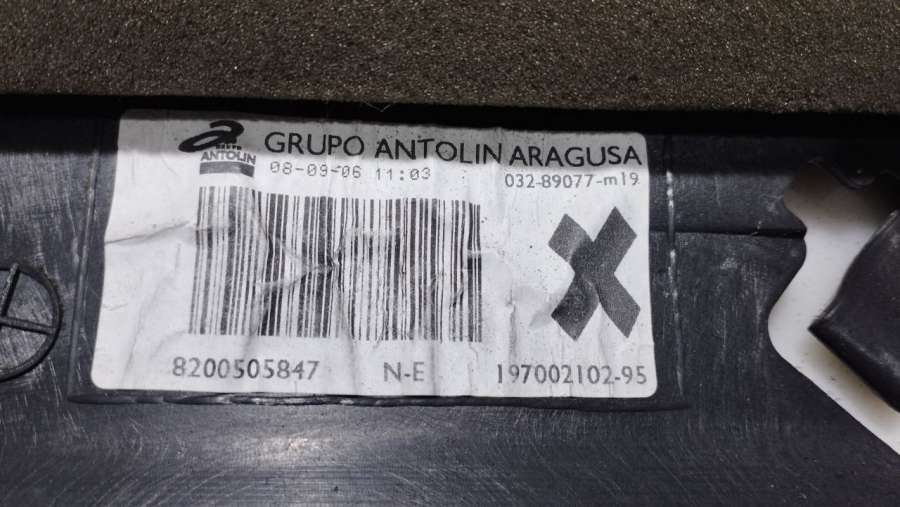 GRUPO ANTOLIN ARAGUSA
ANTOLIN
08-09-06 11:03
032-89077-m19
X
8200505847 N-E 197002102-95